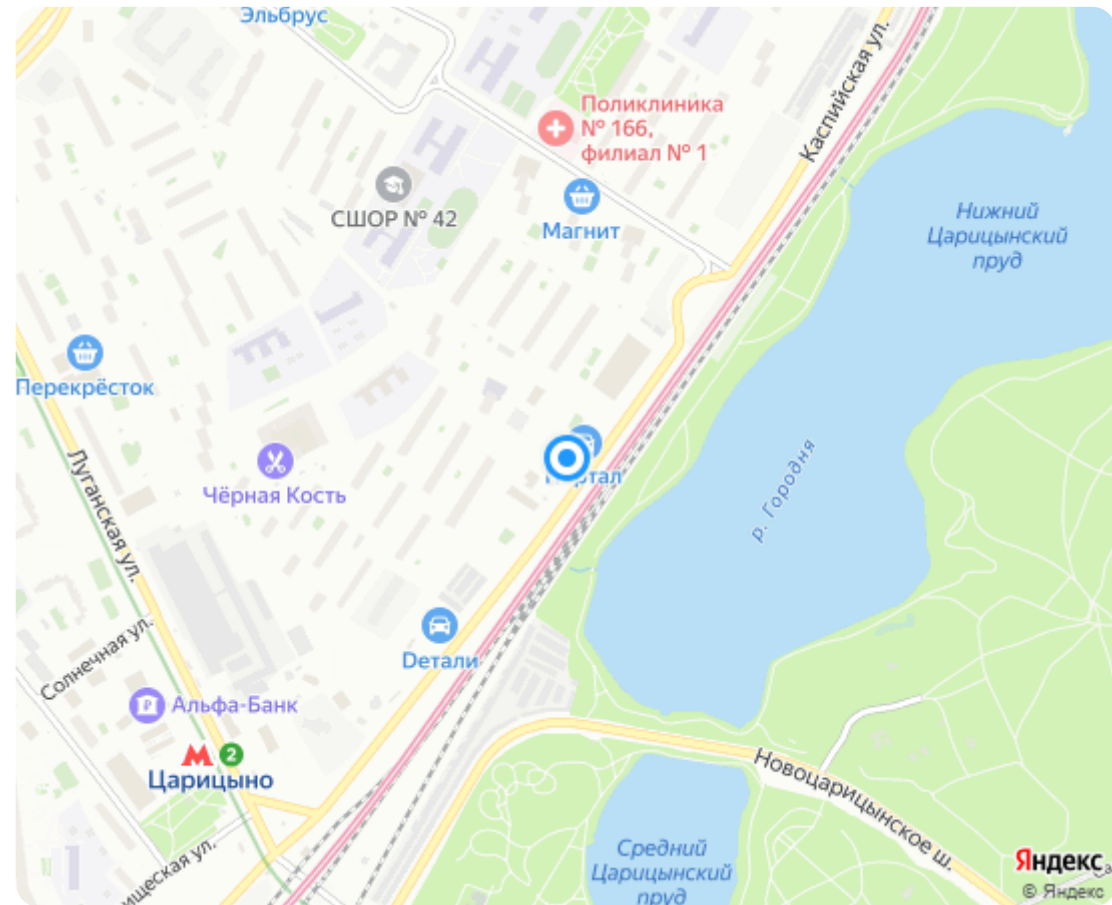 Эльбрус
Каспийская ул.
Поликлиника
№ 166,
филиал № 1
СШОР № 42
Магнит
Нижний
Царицынский
пруд
Перекрёсток
Луганская ул.
Чёрная Кость
р. Городня
Dетали
Солнечная ул.
Альфа-Банк
2
Царицыно
Новоцарицынское ш.
Средний
Царицынский
пруд
Яндекс
© Яндекс